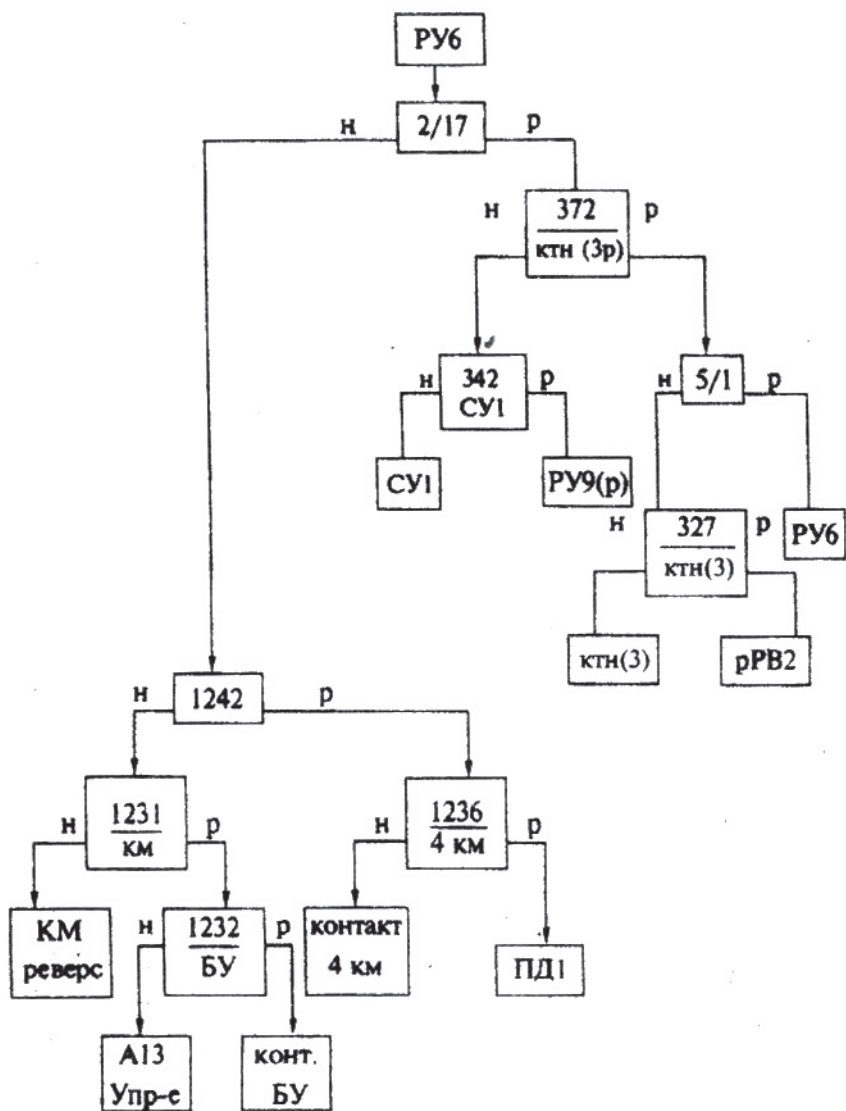 РУ6
н 2/17 р
н 372 р
ктн (3р)
н 342 р
СУ1
н 5/1 р
СУ1
РУ9(р)
н 327 р
ктн(3)
РУ6
ктн(3)
рРВ2
н 1242 р
н 1231 р
км
н 1236 р
4 км
КМ
реверс
н 1232 р
БУ
контакт
4 км
ПД1
А13
Упр-е
конт.
БУ